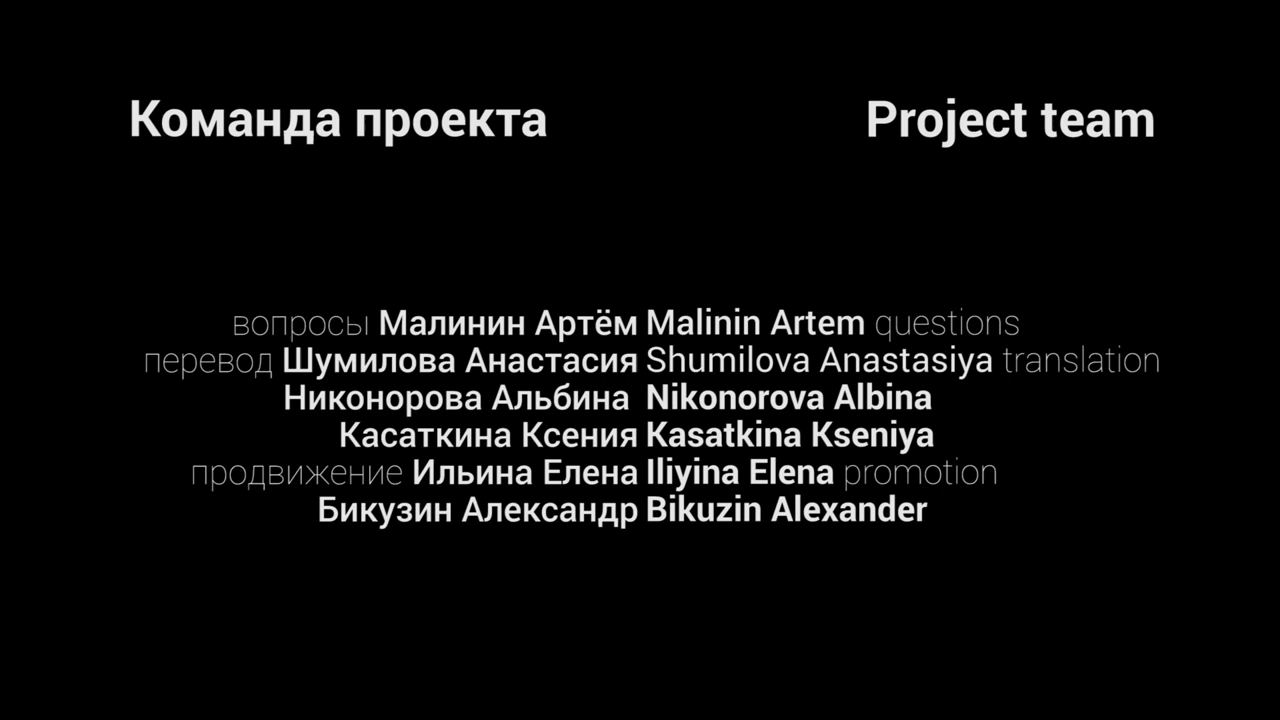 Команда проекта Project team
вопросы Малинин Артём Malinin Artem questions
перевод Шумилова Анастасия Shumilova Anastasiya translation
Никонорова Альбина Nikonorova Albina
Касаткина Ксения Kasatkina Kseniya
продвижение Ильина Елена Iliyina Elena promotion
Бикузин Александр Bikuzin Alexander